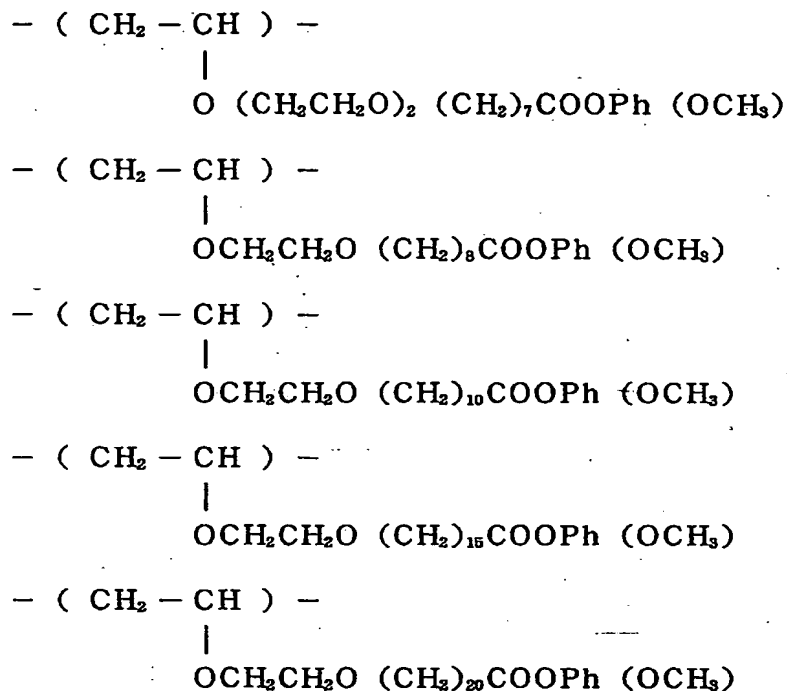 — ( CH₂ — CH ) —
|
O (CH₂CH₂O)₂ (CH₂)₇COOPh (OCH₃)
— ( CH₂ — CH ) —
|
OCH₂CH₂O (CH₂)₈COOPh (OCH₃)
— ( CH₂ — CH ) —
|
OCH₂CH₂O (CH₂)₁₀COOPh (OCH₃)
— ( CH₂ — CH ) —
|
OCH₂CH₂O (CH₂)₁₅COOPh (OCH₃)
— ( CH₂ — CH ) —
|
OCH₂CH₂O (CH₂)₂₀COOPh (OCH₃)